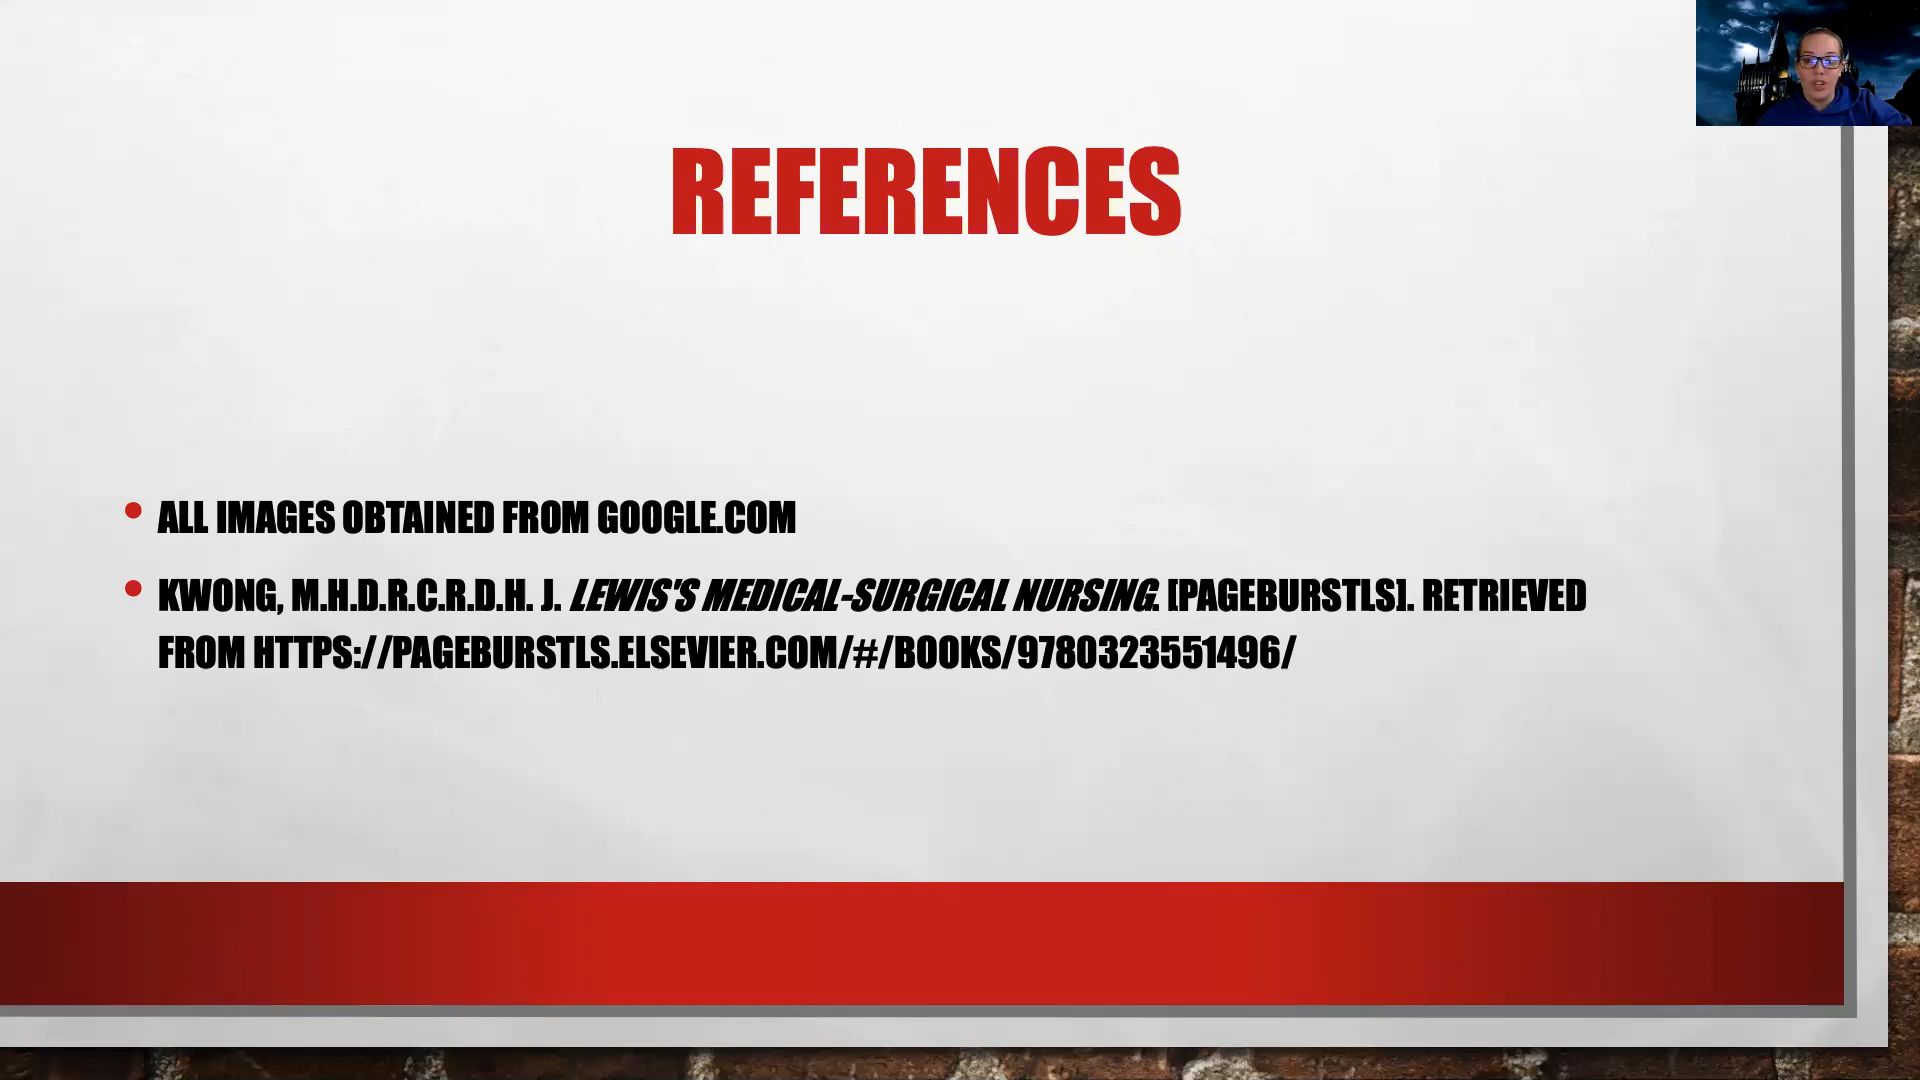 REFERENCES
ALL IMAGES OBTAINED FROM GOOGLE.COM
KWONG, M.H.D.R.C.R.D.H. J. LEWIS'S MEDICAL-SURGICAL NURSING. [PAGEBURSTLS]. RETRIEVED
FROM HTTPS://PAGEBURSTLS.ELSEVIER.COM/#/BOOKS/9780323551496/